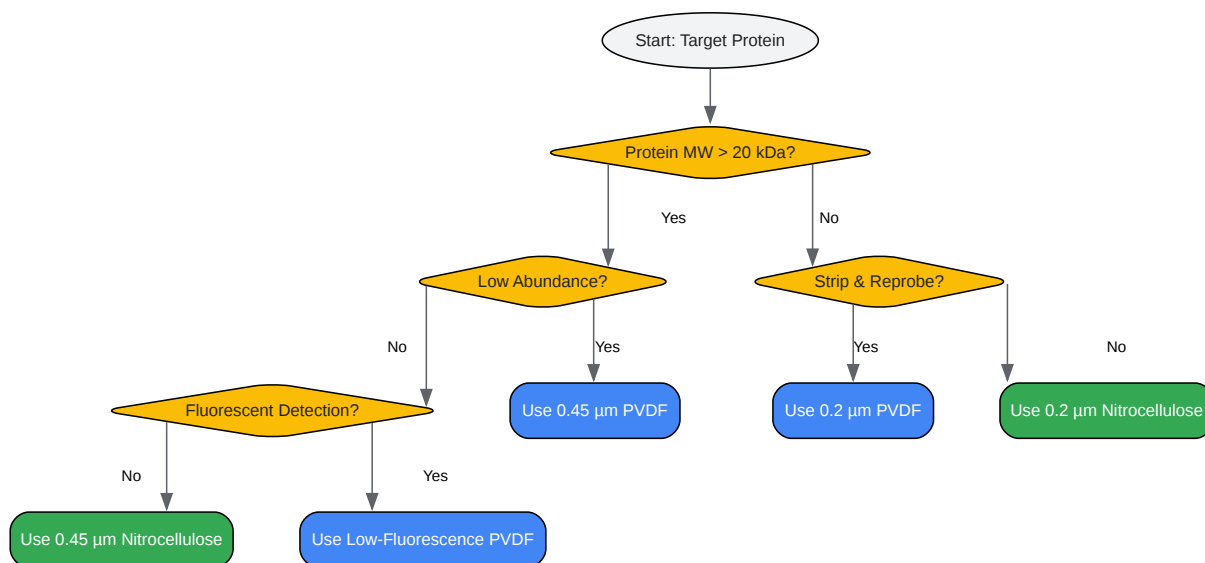 Start: Target Protein
Protein MW > 20 kDa?
Yes
No
Low Abundance?
Strip & Reprobe?
No
Yes
Yes
No
Fluorescent Detection?
Use 0.45 µm PVDF
Use 0.2 µm PVDF
Use 0.2 µm Nitrocellulose
No
Yes
Use 0.45 µm Nitrocellulose
Use Low-Fluorescence PVDF